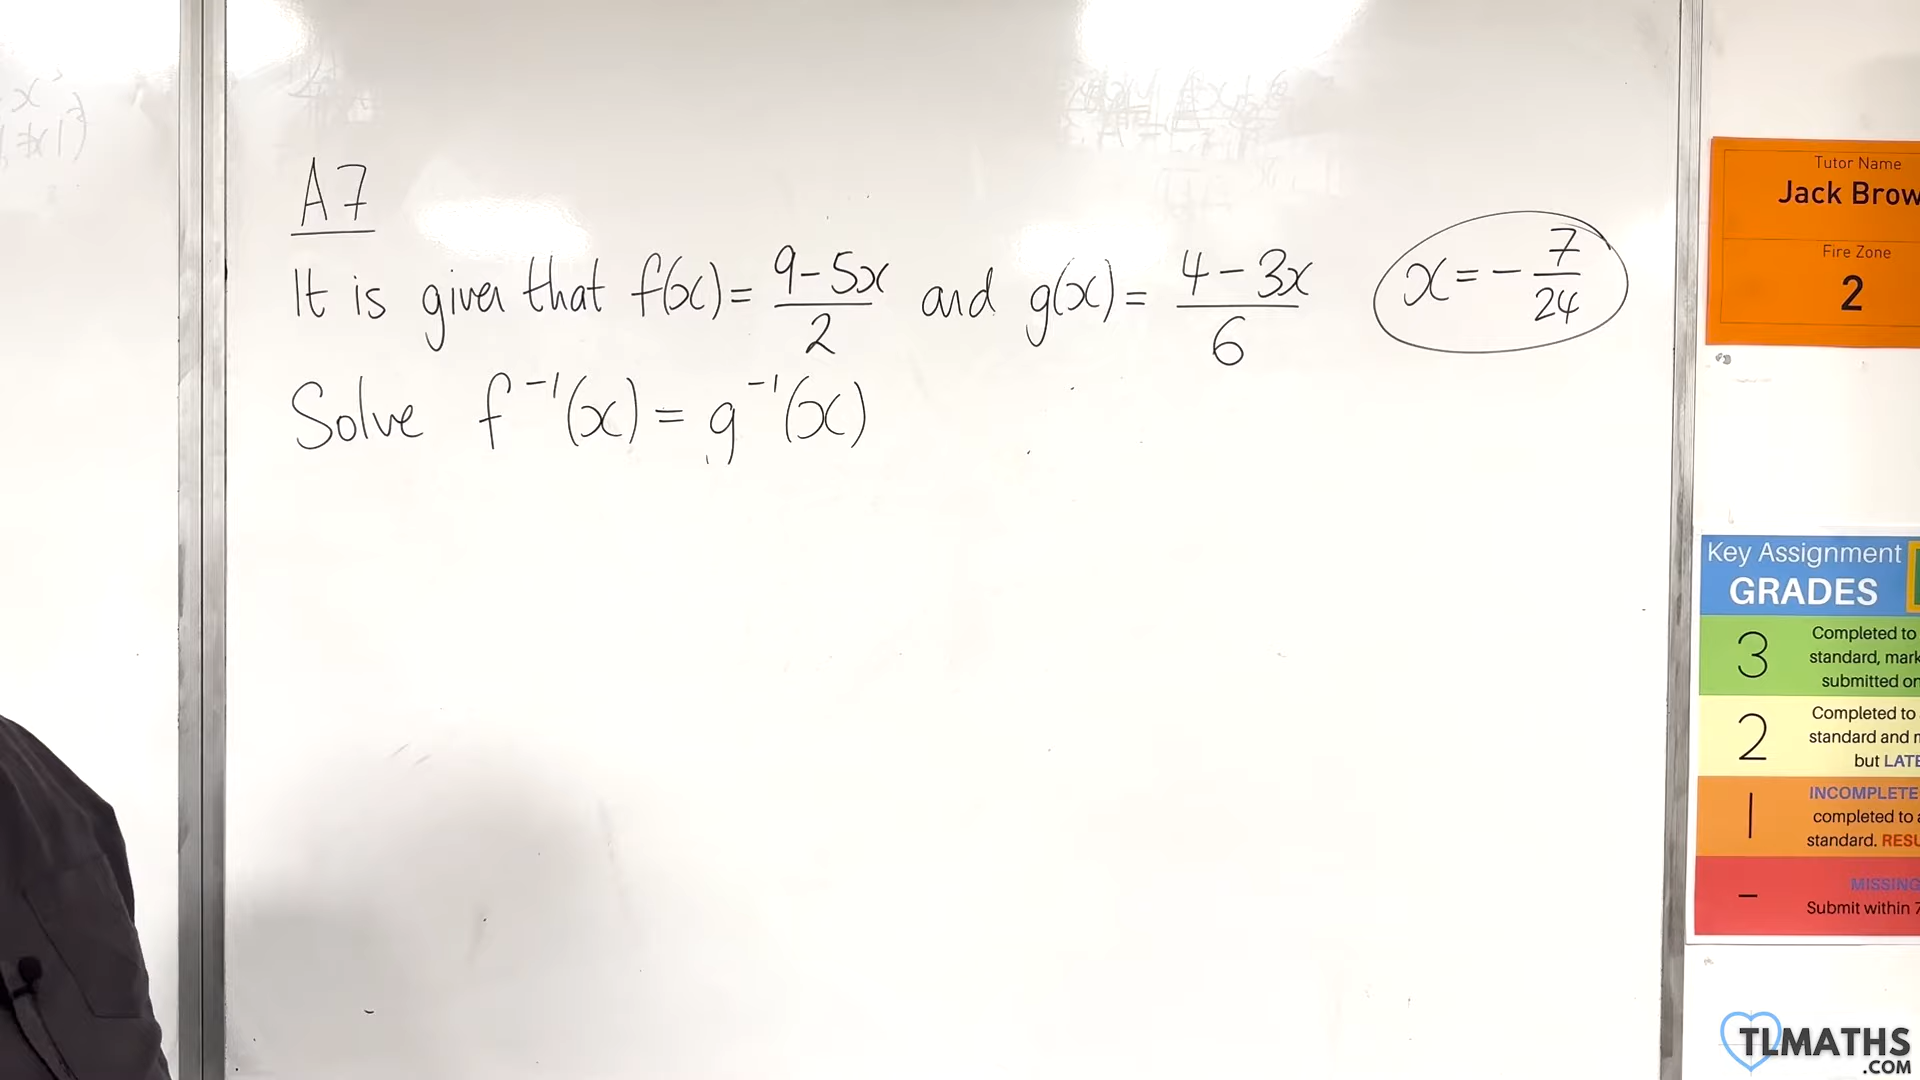 A7
It is given that f(x) = 9-5x/2 and g(x) = 4-3x/6 x = -7/24
Solve f⁻¹(x) = g⁻¹(x)
Tutor Name
Jack Brow
Fire Zone
2
Key Assignment
GRADES
3 Completed to
standard, mark
submitted on
2 Completed to
standard and
but LATE
1 INCOMPLETE
completed to
standard. RESU
- MISSING
Submit within 7
TLMATHS
.COM